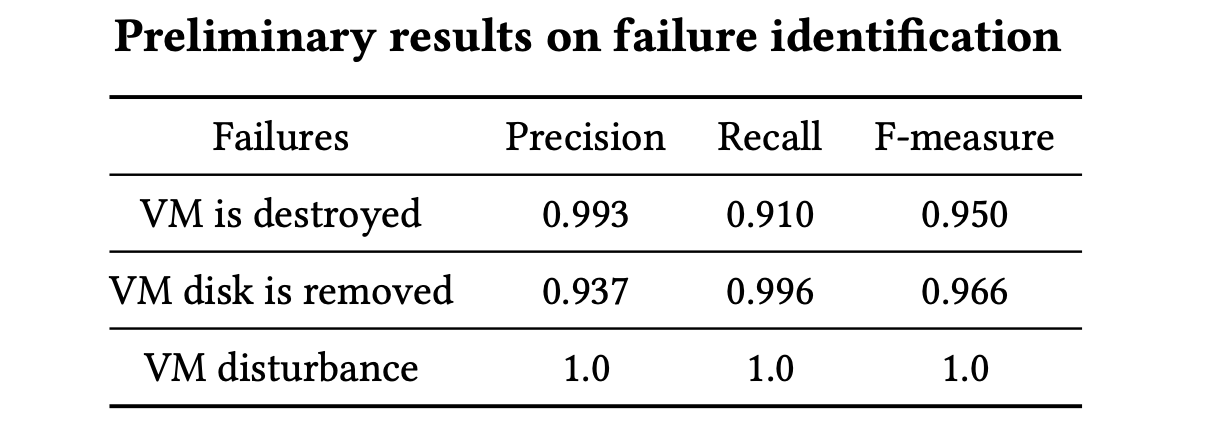 Preliminary results on failure identification
Failures Precision Recall F-measure
VM is destroyed 0.993 0.910 0.950
VM disk is removed 0.937 0.996 0.966
VM disturbance 1.0 1.0 1.0